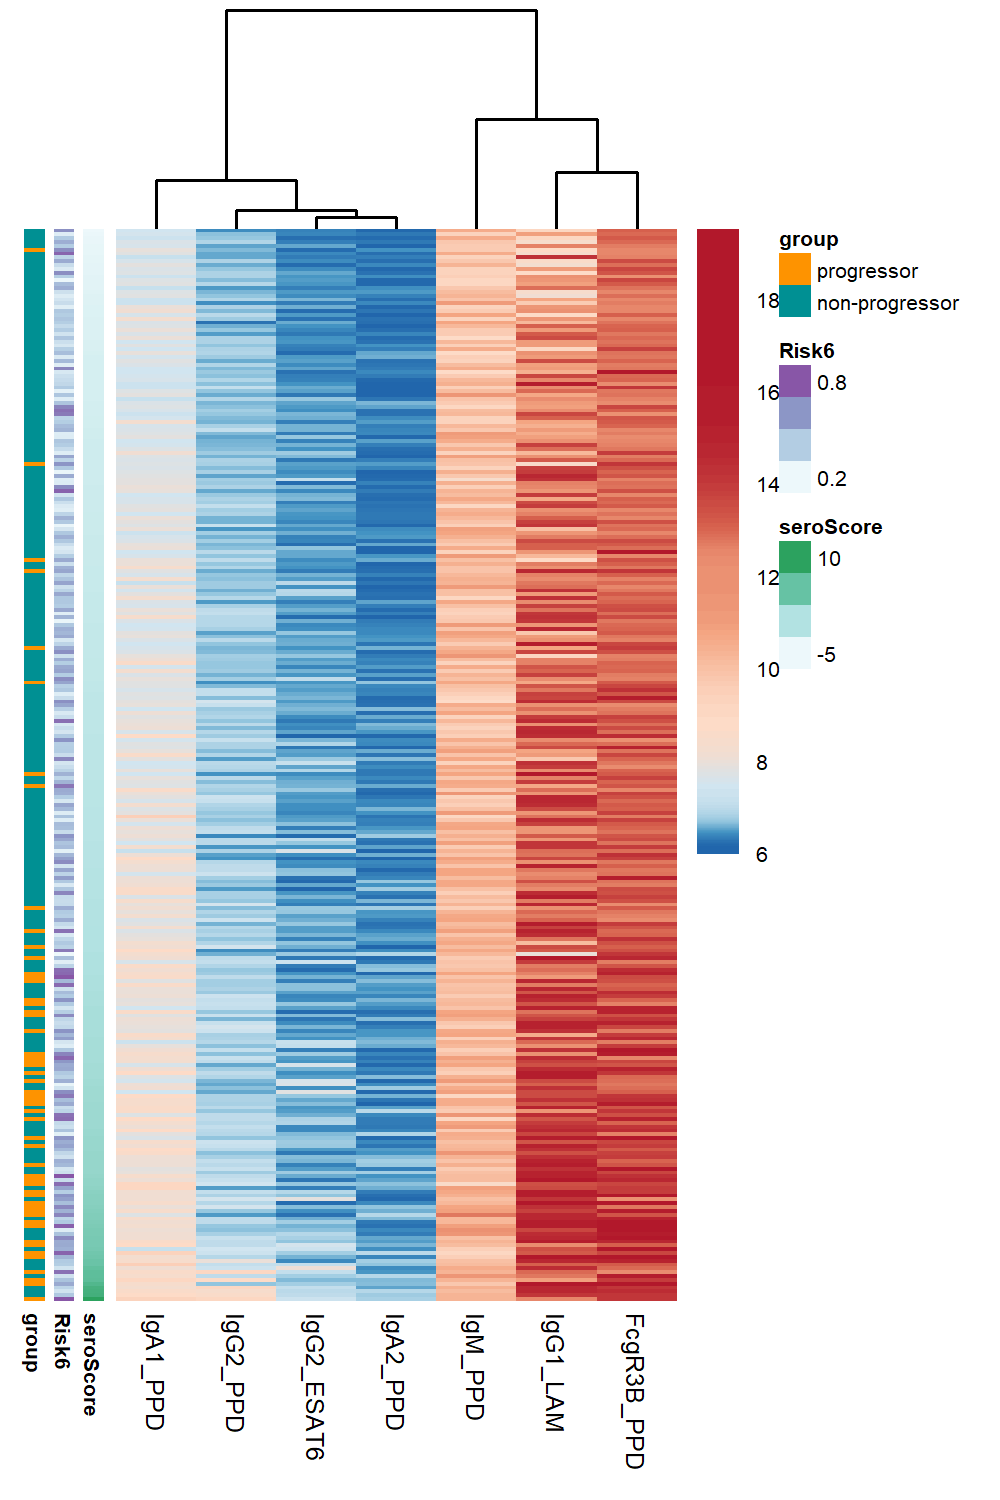 18
16
14
12
10
8
6
group
progressor
non-progressor
Risk6
0.8
0.2
seroScore
10
-5
group
Risk6
seroScore
IgA1_PPD
IgG2_PPD
IgG2_ESAT6
IgA2_PPD
IgM_PPD
IgG1_LAM
FcgR3B_PPD